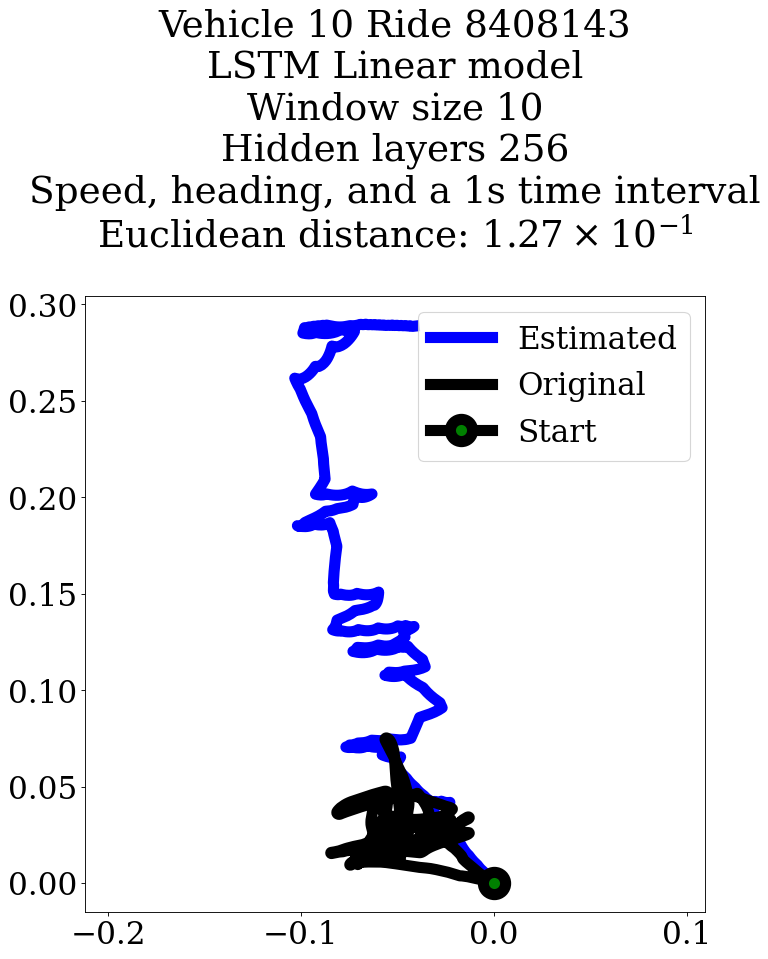 Vehicle 10 Ride 8408143
LSTM Linear model
Window size 10
Hidden layers 256
Speed, heading, and a 1s time interval
Euclidean distance: 1.27 × 10⁻¹
0.30
0.25
0.20
0.15
0.10
0.05
0.00
Estimated
Original
Start
−0.2
−0.1
0.0
0.1